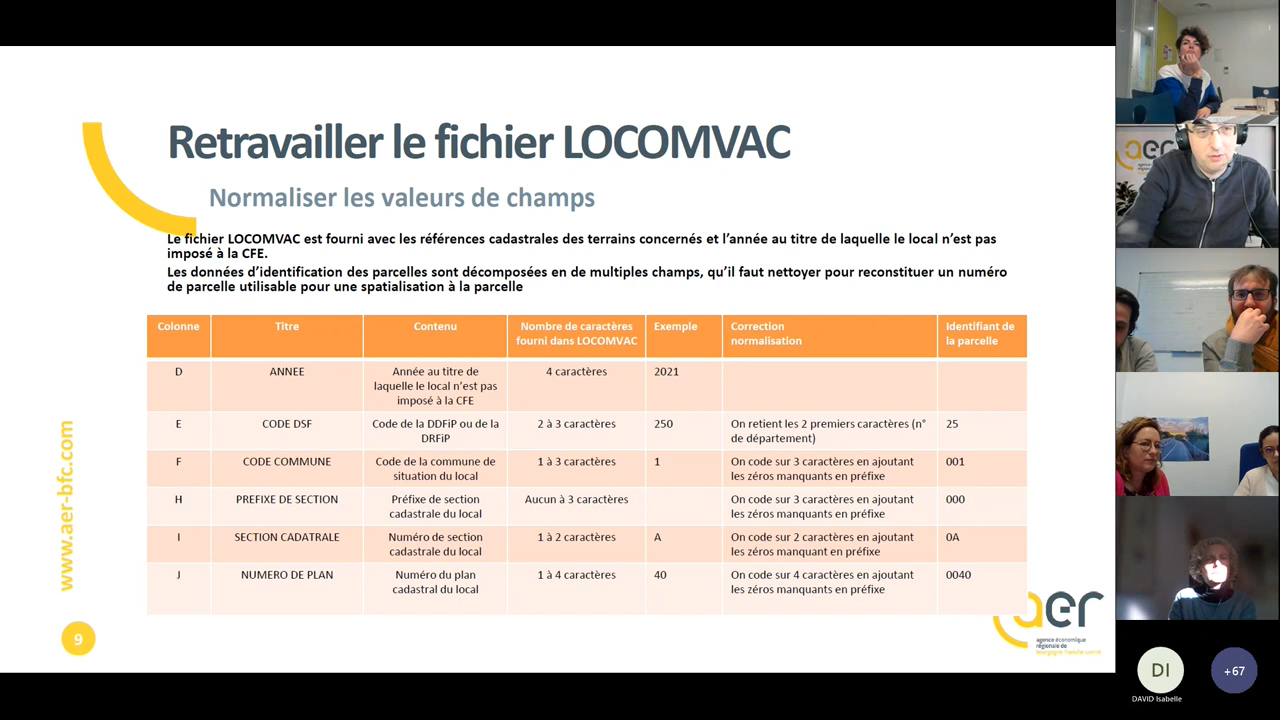 Retravailler le fichier LOCOMVAC
Normaliser les valeurs de champs
Le fichier LOCOMVAC est fourni avec les références cadastrales des terrains concernés et l'année au titre de laquelle le local n'est pas
imposé à la CFE.
Les données d'identification des parcelles sont décomposées en de multiples champs, qu'il faut nettoyer pour reconstituer un numéro
de parcelle utilisable pour une spatialisation à la parcelle
Colonne Titre Contenu Nombre de caractères Exemple Correction Identifiant de
fourni dans LOCOMVAC normalisation la parcelle
D ANNEE Année au titre de 4 caractères 2021
laquelle le local n'est pas
imposé à la CFE
E CODE DSF Code de la DDFiP ou de la 2 à 3 caractères 250 On retient les 2 premiers caractères (n° 25
DRFiP de département)
F CODE COMMUNE Code de la commune de 1 à 3 caractères 1 On code sur 3 caractères en ajoutant 001
situation du local les zéros manquants en préfixe
H PREFIXE DE SECTION Préfixe de section Aucun à 3 caractères On code sur 3 caractères en ajoutant 000
cadastrale du local les zéros manquants en préfixe
I SECTION CADATRALE Numéro de section 1 à 2 caractères A On code sur 2 caractères en ajoutant 0A
cadastrale du local les zéros manquant en préfixe
J NUMERO DE PLAN Numéro du plan 1 à 4 caractères 40 On code sur 4 caractères en ajoutant 0040
cadastral du local les zéros manquants en préfixe
www.aer-bfc.com
9
aer
agence économique
régionale de
bourgogne-franche-comté
aer
DI
+67
DAVID Isabelle